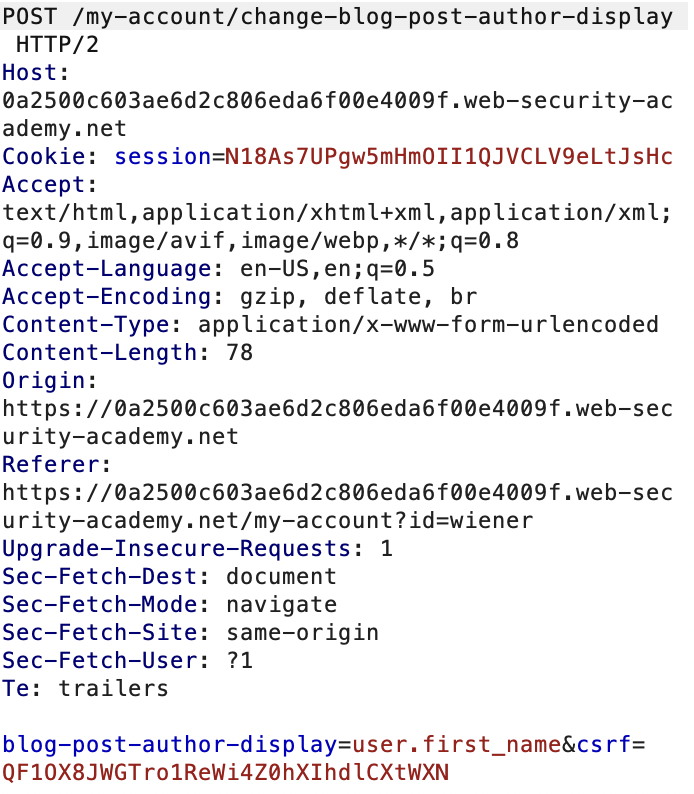 POST /my-account/change-blog-post-author-display
HTTP/2
Host:
0a2500c603ae6d2c806eda6f00e4009f.web-security-ac
ademy.net
Cookie: session=N18As7UPgw5mHmOII1QJVCLV9eLtJsHc
Accept:
text/html,application/xhtml+xml,application/xml;
q=0.9,image/avif,image/webp,*/*;q=0.8
Accept-Language: en-US,en;q=0.5
Accept-Encoding: gzip, deflate, br
Content-Type: application/x-www-form-urlencoded
Content-Length: 78
Origin:
https://0a2500c603ae6d2c806eda6f00e4009f.web-sec
urity-academy.net
Referer:
https://0a2500c603ae6d2c806eda6f00e4009f.web-sec
urity-academy.net/my-account?id=wiener
Upgrade-Insecure-Requests: 1
Sec-Fetch-Dest: document
Sec-Fetch-Mode: navigate
Sec-Fetch-Site: same-origin
Sec-Fetch-User: ?1
Te: trailers
blog-post-author-display=user.first_name&csrf=
QF1OX8JWGTro1ReWi4Z0hXIhdlCXtWXN